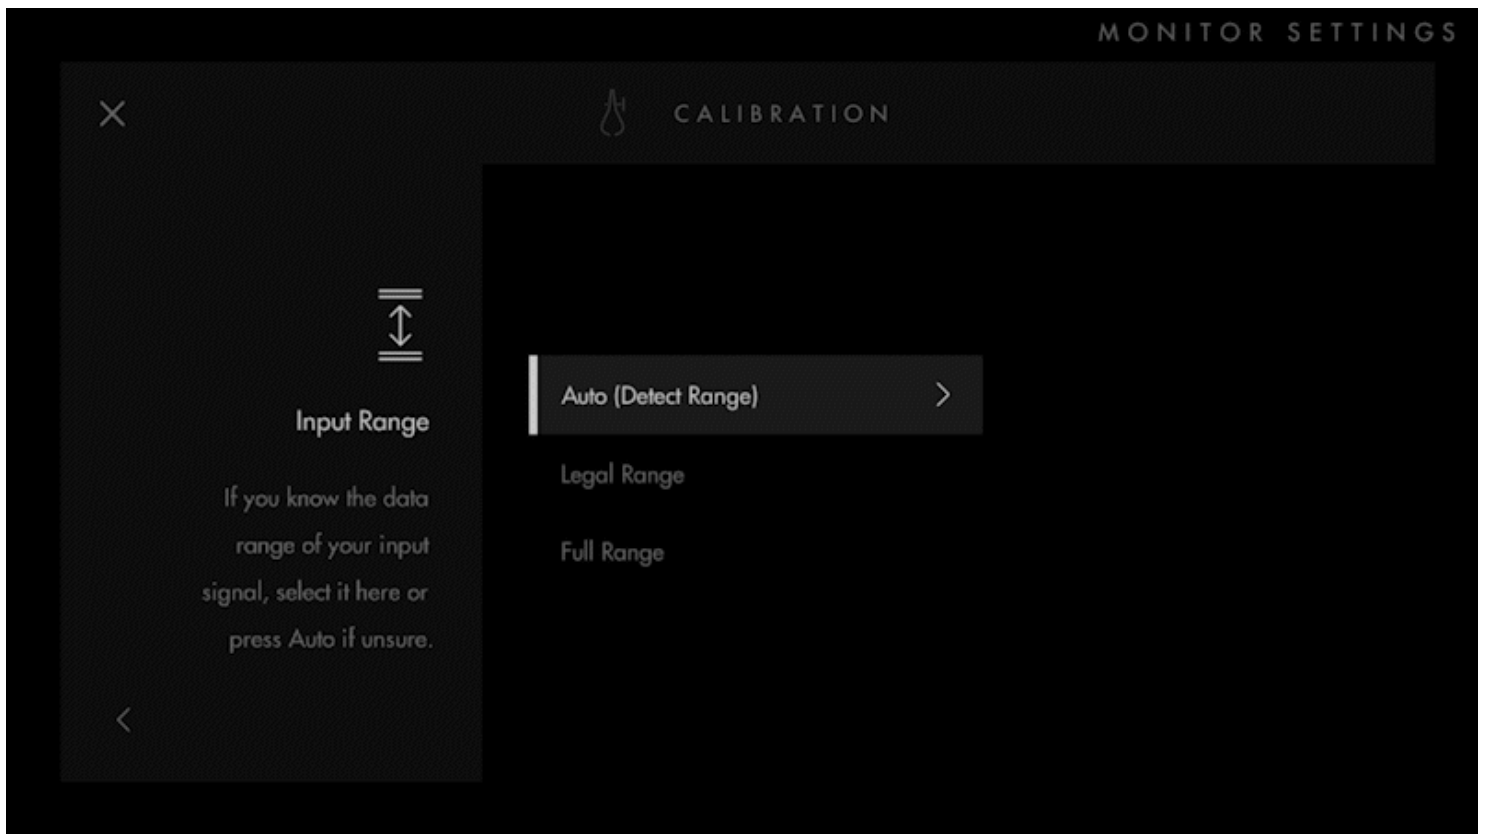 MONITOR SETTINGS
CALIBRATION
Input Range
If you know the data
range of your input
signal, select it here or
press Auto if unsure.
Auto (Detect Range)
Legal Range
Full Range